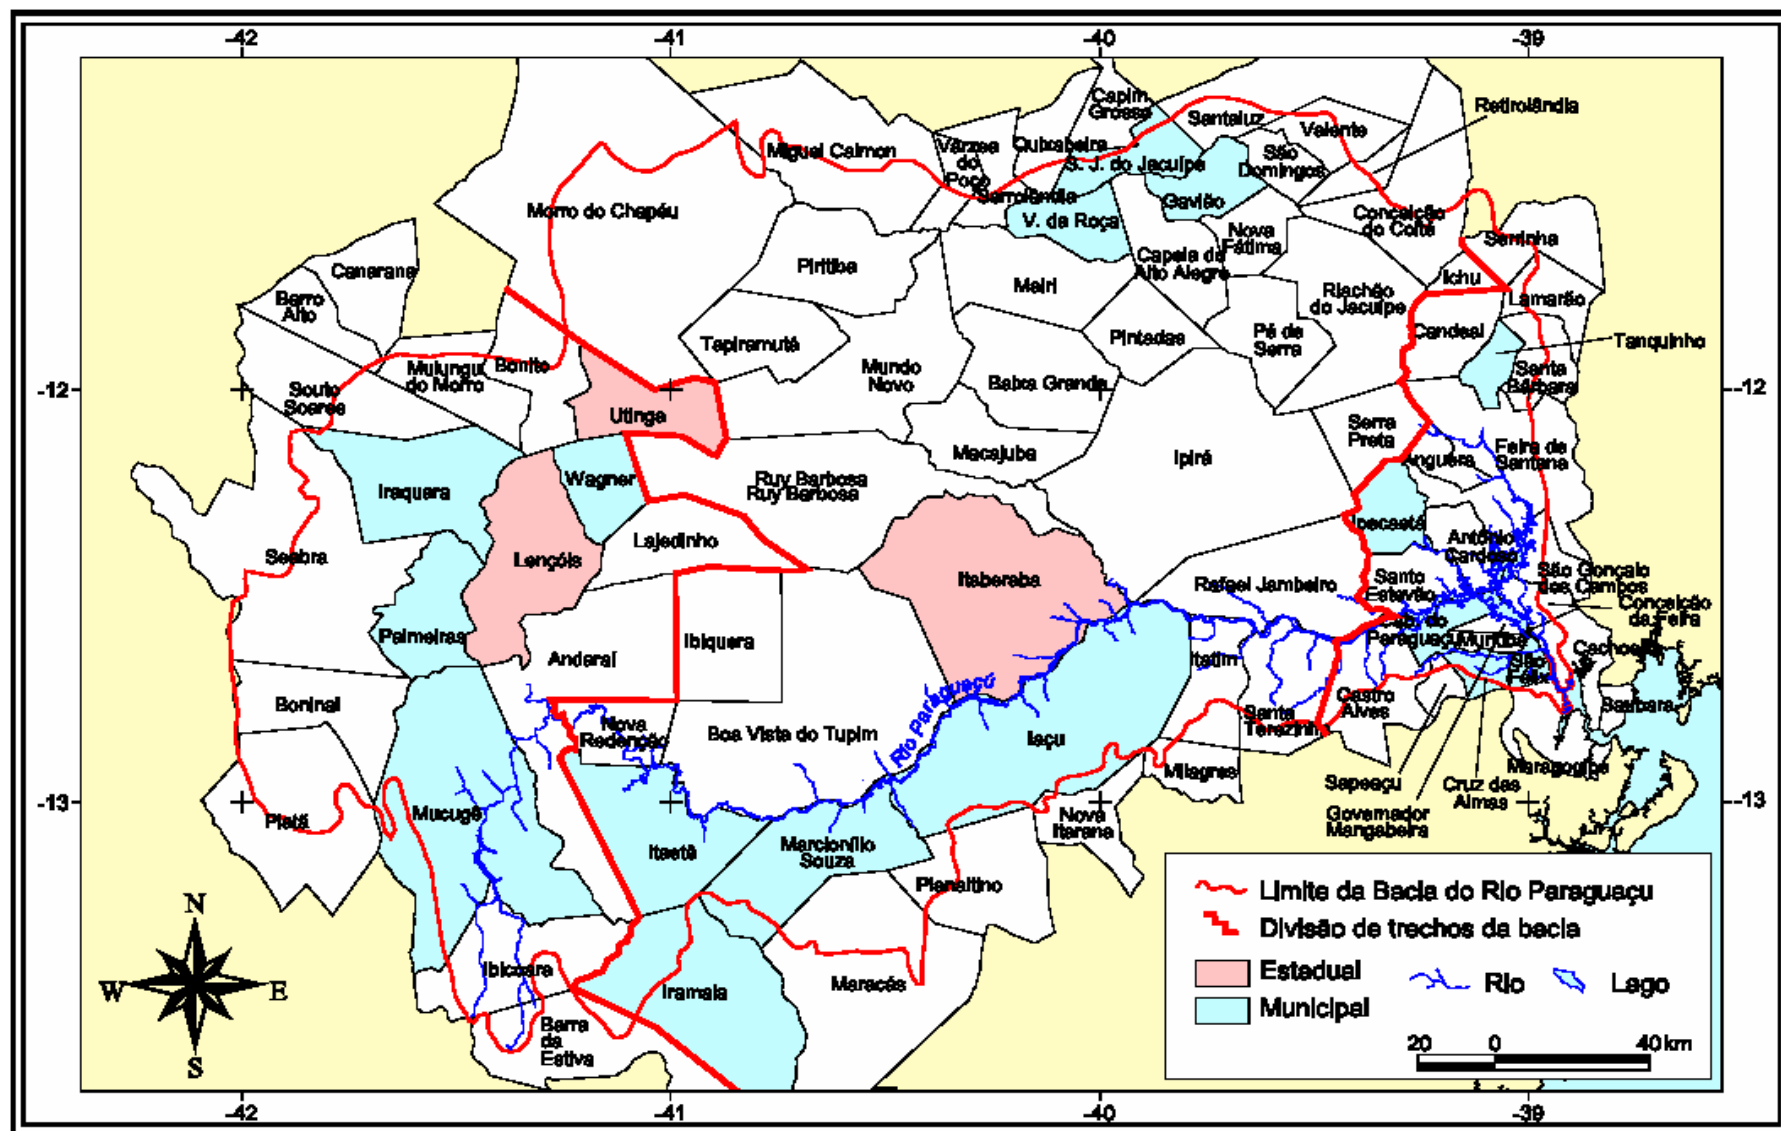 -42
-41
-40
-39
Capim
Grosso
Retirolândia
Santaluz
Valente
Miguel Calmon
Várzea
do
Poço
Quixabeira
S. J. do Jacuípe
São
Domingos
Serrolândia
Gavião
Morro do Chapéu
V. da Roça
Conceição
do Coité
Nova
Fátima
Serrinha
Canarana
Piritiba
Capela do
Alto Alegre
Mairi
Ichu
Barro
Alto
Riachão
do Jacuípe
Lamarão
Candeal
Tapiramutá
Pintadas
Pé de
Serra
Tanquinho
Mulungu
do Morro
Bonito
Mundo
Novo
Baixa Grande
Santa
Bárbara
-12
-12
Souto
Soares
Utinga
Serra
Preta
Macajuba
Ipirá
Anguera
Feira de
Santana
Iraquara
Wagner
Ruy Barbosa
Ruy Barbosa
Ipecaetá
Seabra
Lençóis
Lajedinho
Antônio
Cardoso
Itaberaba
Rafael Jambeiro
Santo
Estevão
São Gonçalo
dos Campos
Conceição
da Feira
Palmeiras
Andaraí
Ibiquera
Itatim
Cab. do
Paraguaçu
Muritiba
São
Felix
Cachoeira
Boninal
Castro
Alves
Saubara
Rio Paraguaçú
Nova
Redenção
Boa Vista do Tupim
Iaçu
Santa
Terezinh
Milagres
Sapeaçu
Cruz das
Almas
Maragogipe
-13
-13
Piatã
Mucugê
Governador
Mangabeira
Nova
Itarana
Itaetê
Marcionílio
Souza
Planaltino
Limite da Bacia do Rio Paraguaçu
Divisão de trechos da bacia
Estadual
Rio
Lago
Municipal
N
W
E
S
Ibicoara
Iramaia
Maracás
Barra
da
Estiva
20
0
40 km
-42
-41
-40
-39